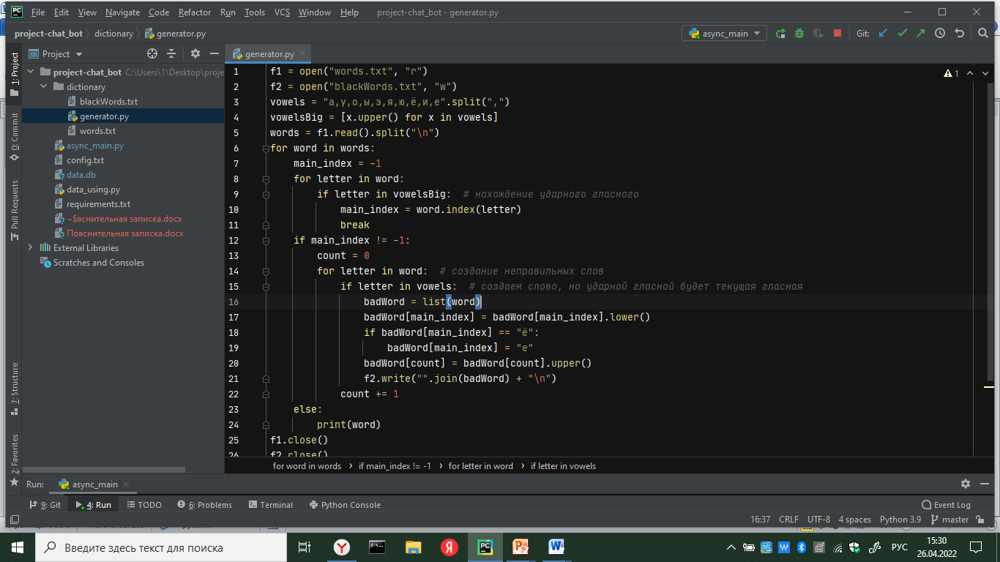 File Edit View Navigate Code Refactor Run Tools VCS Window Help project-chat_bot - generator.py
project-chat_bot dictionary generator.py async_main Git:
Project
generator.py
1: Project
project-chat_bot C:\Users\1\Desktop\proje
dictionary
blackWords.txt
generator.py
words.txt
async_main.py
config.txt
data.db
data_using.py
requirements.txt
~$яснительная записка.docx
Пояснительная записка.docx
External Libraries
Scratches and Consoles
0: Commit
Pull Requests
7: Structure
2: Favorites
1
1 f1 = open("words.txt", "r")
2 f2 = open("blackWords.txt", "w")
3 vowels = "а,у,о,ы,э,я,ю,ё,и,е".split(",")
4 vowelsBig = [x.upper() for x in vowels]
5 words = f1.read().split("\n")
6 for word in words:
7 main_index = -1
8 for letter in word:
9 if letter in vowelsBig: # нахождение ударного гласного
10 main_index = word.index(letter)
11 break
12 if main_index != -1:
13 count = 0
14 for letter in word: # создание неправильных слов
15 if letter in vowels: # создаем слово, но ударной гласной будет текущая гласная
16 badWord = list(word)
17 badWord[main_index] = badWord[main_index].lower()
18 if badWord[main_index] == "ё":
19 badWord[main_index] = "е"
20 badWord[count] = badWord[count].upper()
21 f2.write("".join(badWord) + "\n")
22 count += 1
23 else:
24 print(word)
25 f1.close()
26 f2.close()
for word in words if main_index != -1 for letter in word if letter in vowels
Run: async_main
9: Git 4: Run TODO 6: Problems Terminal Python Console Event Log
16:37 CRLF UTF-8 4 spaces Python 3.9 master
Введите здесь текст для поиска
РУС
15:30
26.04.2022